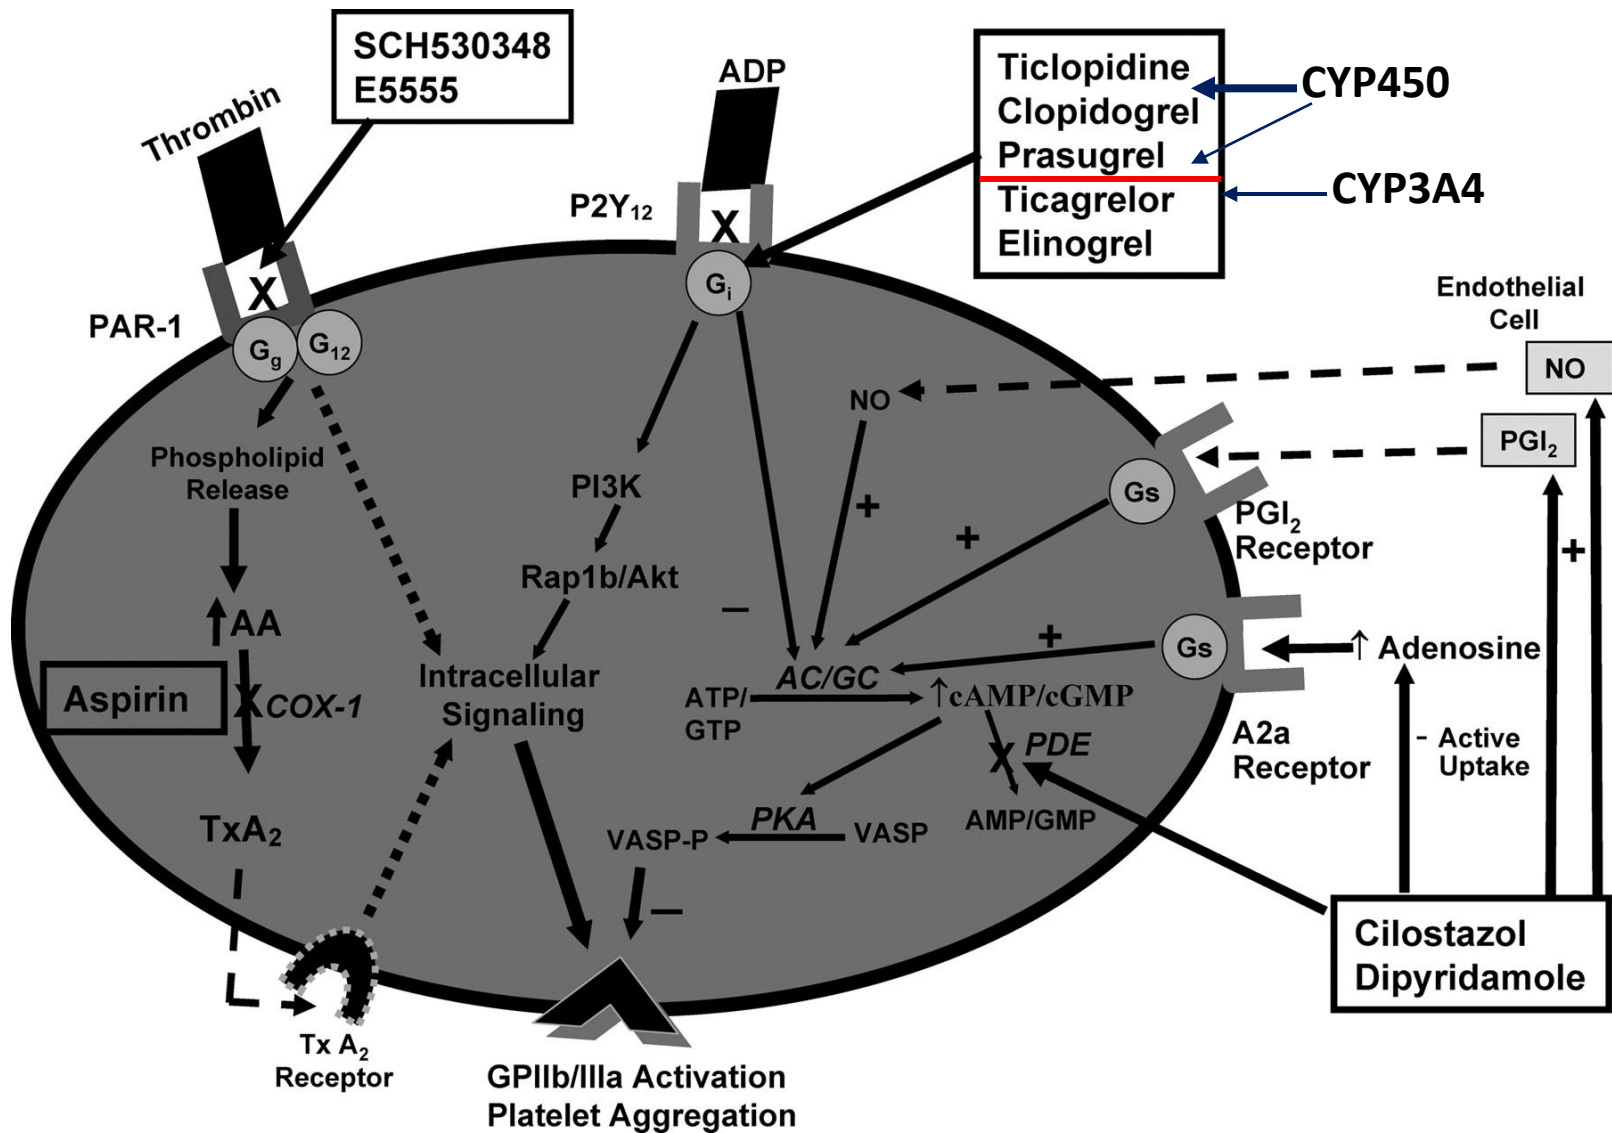 SCH530348
E5555
Thrombin
ADP
Ticlopidine
Clopidogrel
Prasugrel
Ticagrelor
Elinogrel
CYP450
CYP3A4
P2Y₁₂
X
Gᵢ
X
PAR-1
G₉
G₁₂
Endothelial
Cell
NO
PGI₂
NO
Phospholipid
Release
PI3K
+
+
Gs
PGI₂
Receptor
+
Rap1b/Akt
–
AA
Aspirin
X
COX-1
Intracellular
Signaling
AC/GC
ATP/
GTP
↑cAMP/cGMP
+
Gs
↑ Adenosine
A2a
Receptor
- Active
Uptake
X
PDE
TxA₂
PKA
VASP-P
VASP
AMP/GMP
–
Cilostazol
Dipyridamole
Tx A₂
Receptor
GPIIb/IIIa Activation
Platelet Aggregation